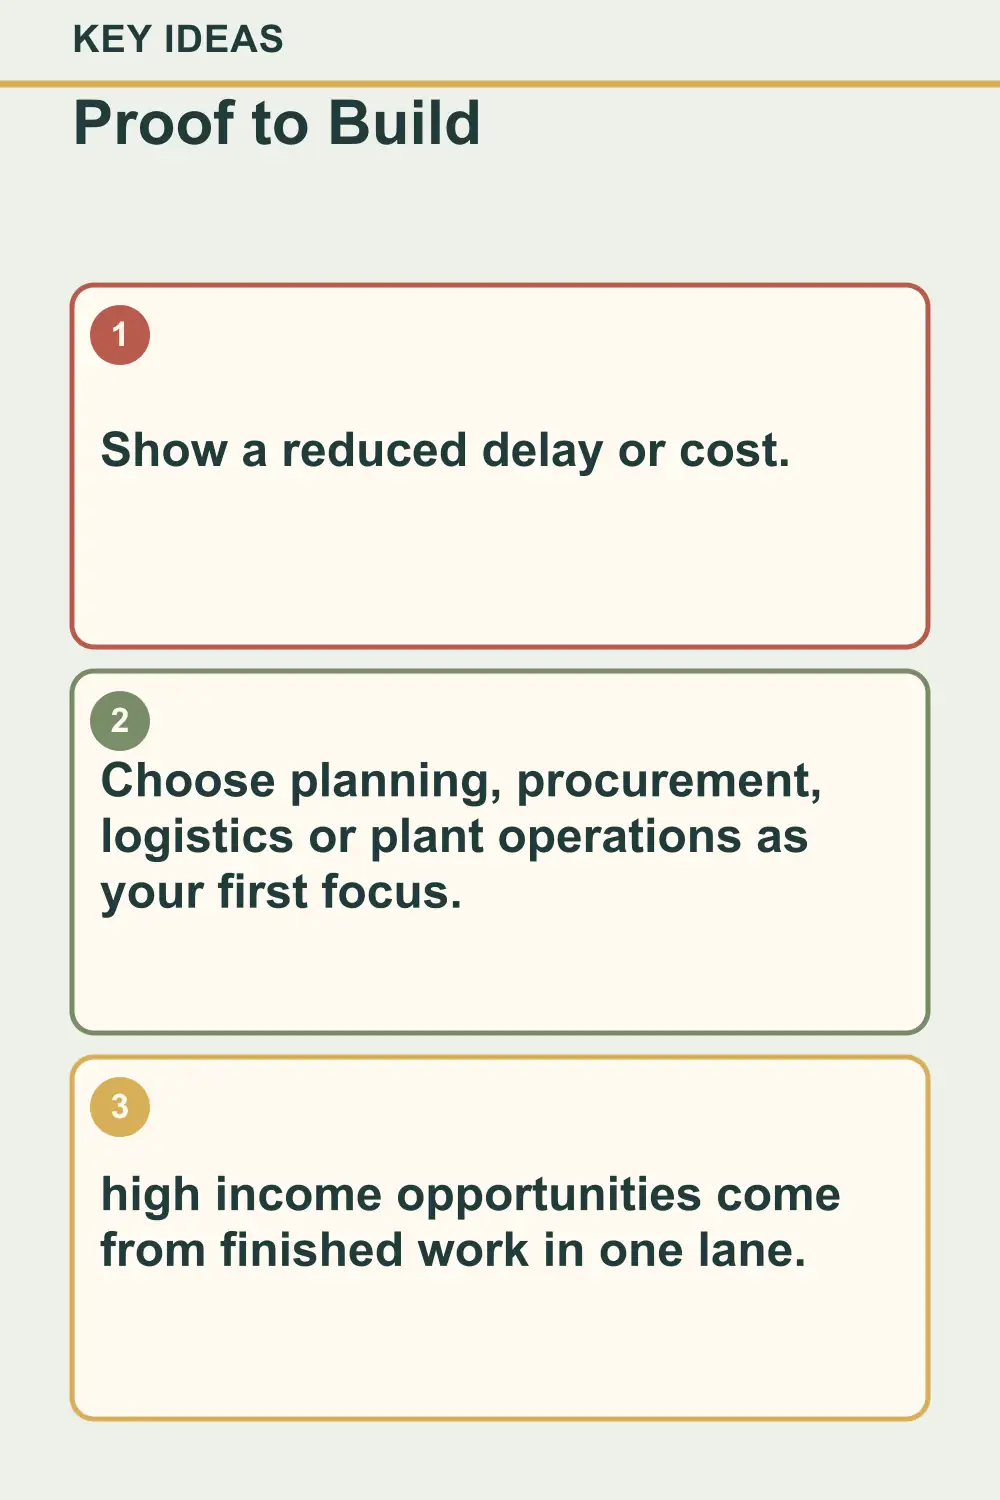 KEY IDEAS
Proof to Build
1
Show a reduced delay or cost.
2
Choose planning, procurement,
logistics or plant operations as
your first focus.
3
high income opportunities come
from finished work in one lane.